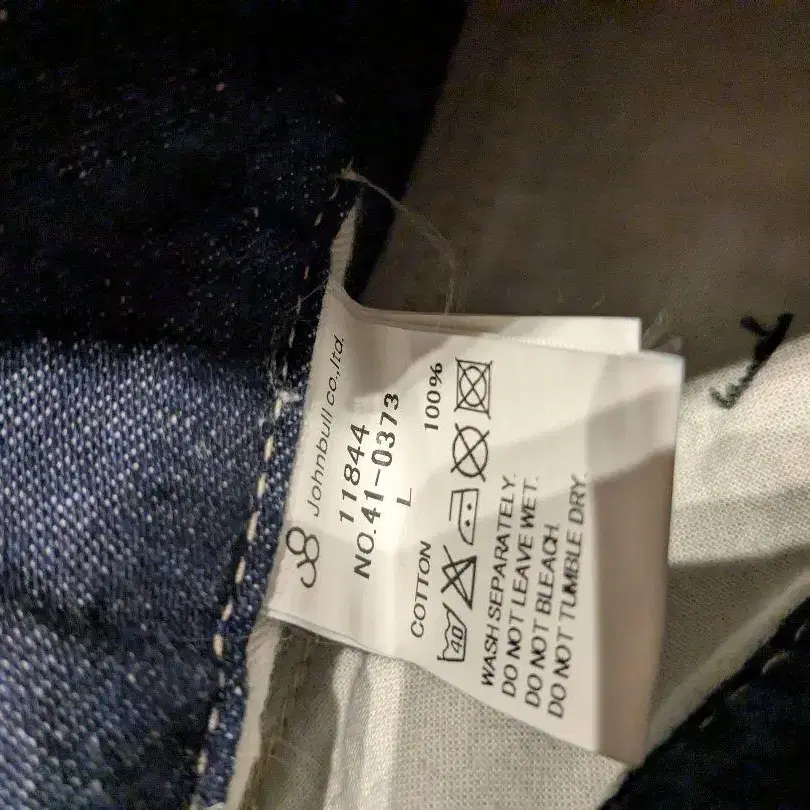 Johnbull co.,ltd.
11844
NO.41-0373
L
COTTON 100%
40
WASH SEPARATELY.
DO NOT LEAVE WET.
DO NOT BLEACH.
DO NOT TUMBLE DRY.